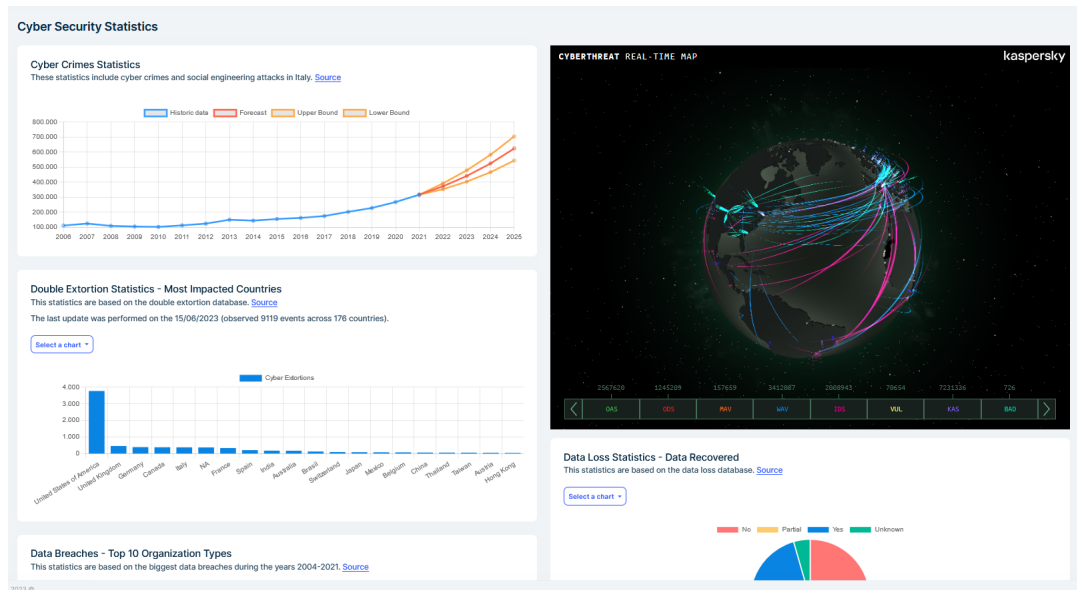 Cyber Security Statistics
Cyber Crimes Statistics
These statistics include cyber crimes and social engineering attacks in Italy. Source
Historic data Forecast Upper Bound Lower Bound
800.000
700.000
600.000
500.000
400.000
300.000
200.000
100.000
2006 2007 2008 2009 2010 2011 2012 2013 2014 2015 2016 2017 2018 2019 2020 2021 2022 2023 2024 2025
Double Extortion Statistics - Most Impacted Countries
This statistics are based on the double extortion database. Source
The last update was performed on the 15/06/2023 (observed 9119 events across 176 countries).
Select a chart
Cyber Extortions
4.000
3.000
2.000
1.000
0
United States of America United Kingdom Germany Canada Italy NA France Spain India Australia Brasil Switzerland Japan Mexico Belgium China Thailand Taiwan Austria Hong Kong
Data Breaches - Top 10 Organization Types
This statistics are based on the biggest data breaches during the years 2004-2021. Source
CYBERTHREAT REAL-TIME MAP
kaspersky
2567620 1245209 157659 3412087 2008943 78654 7231336 726
OAS ODS MAV WAV IDS VUL KAS BAD
Data Loss Statistics - Data Recovered
This statistics are based on the data loss database. Source
Select a chart
No Partial Yes Unknown
2023 ©